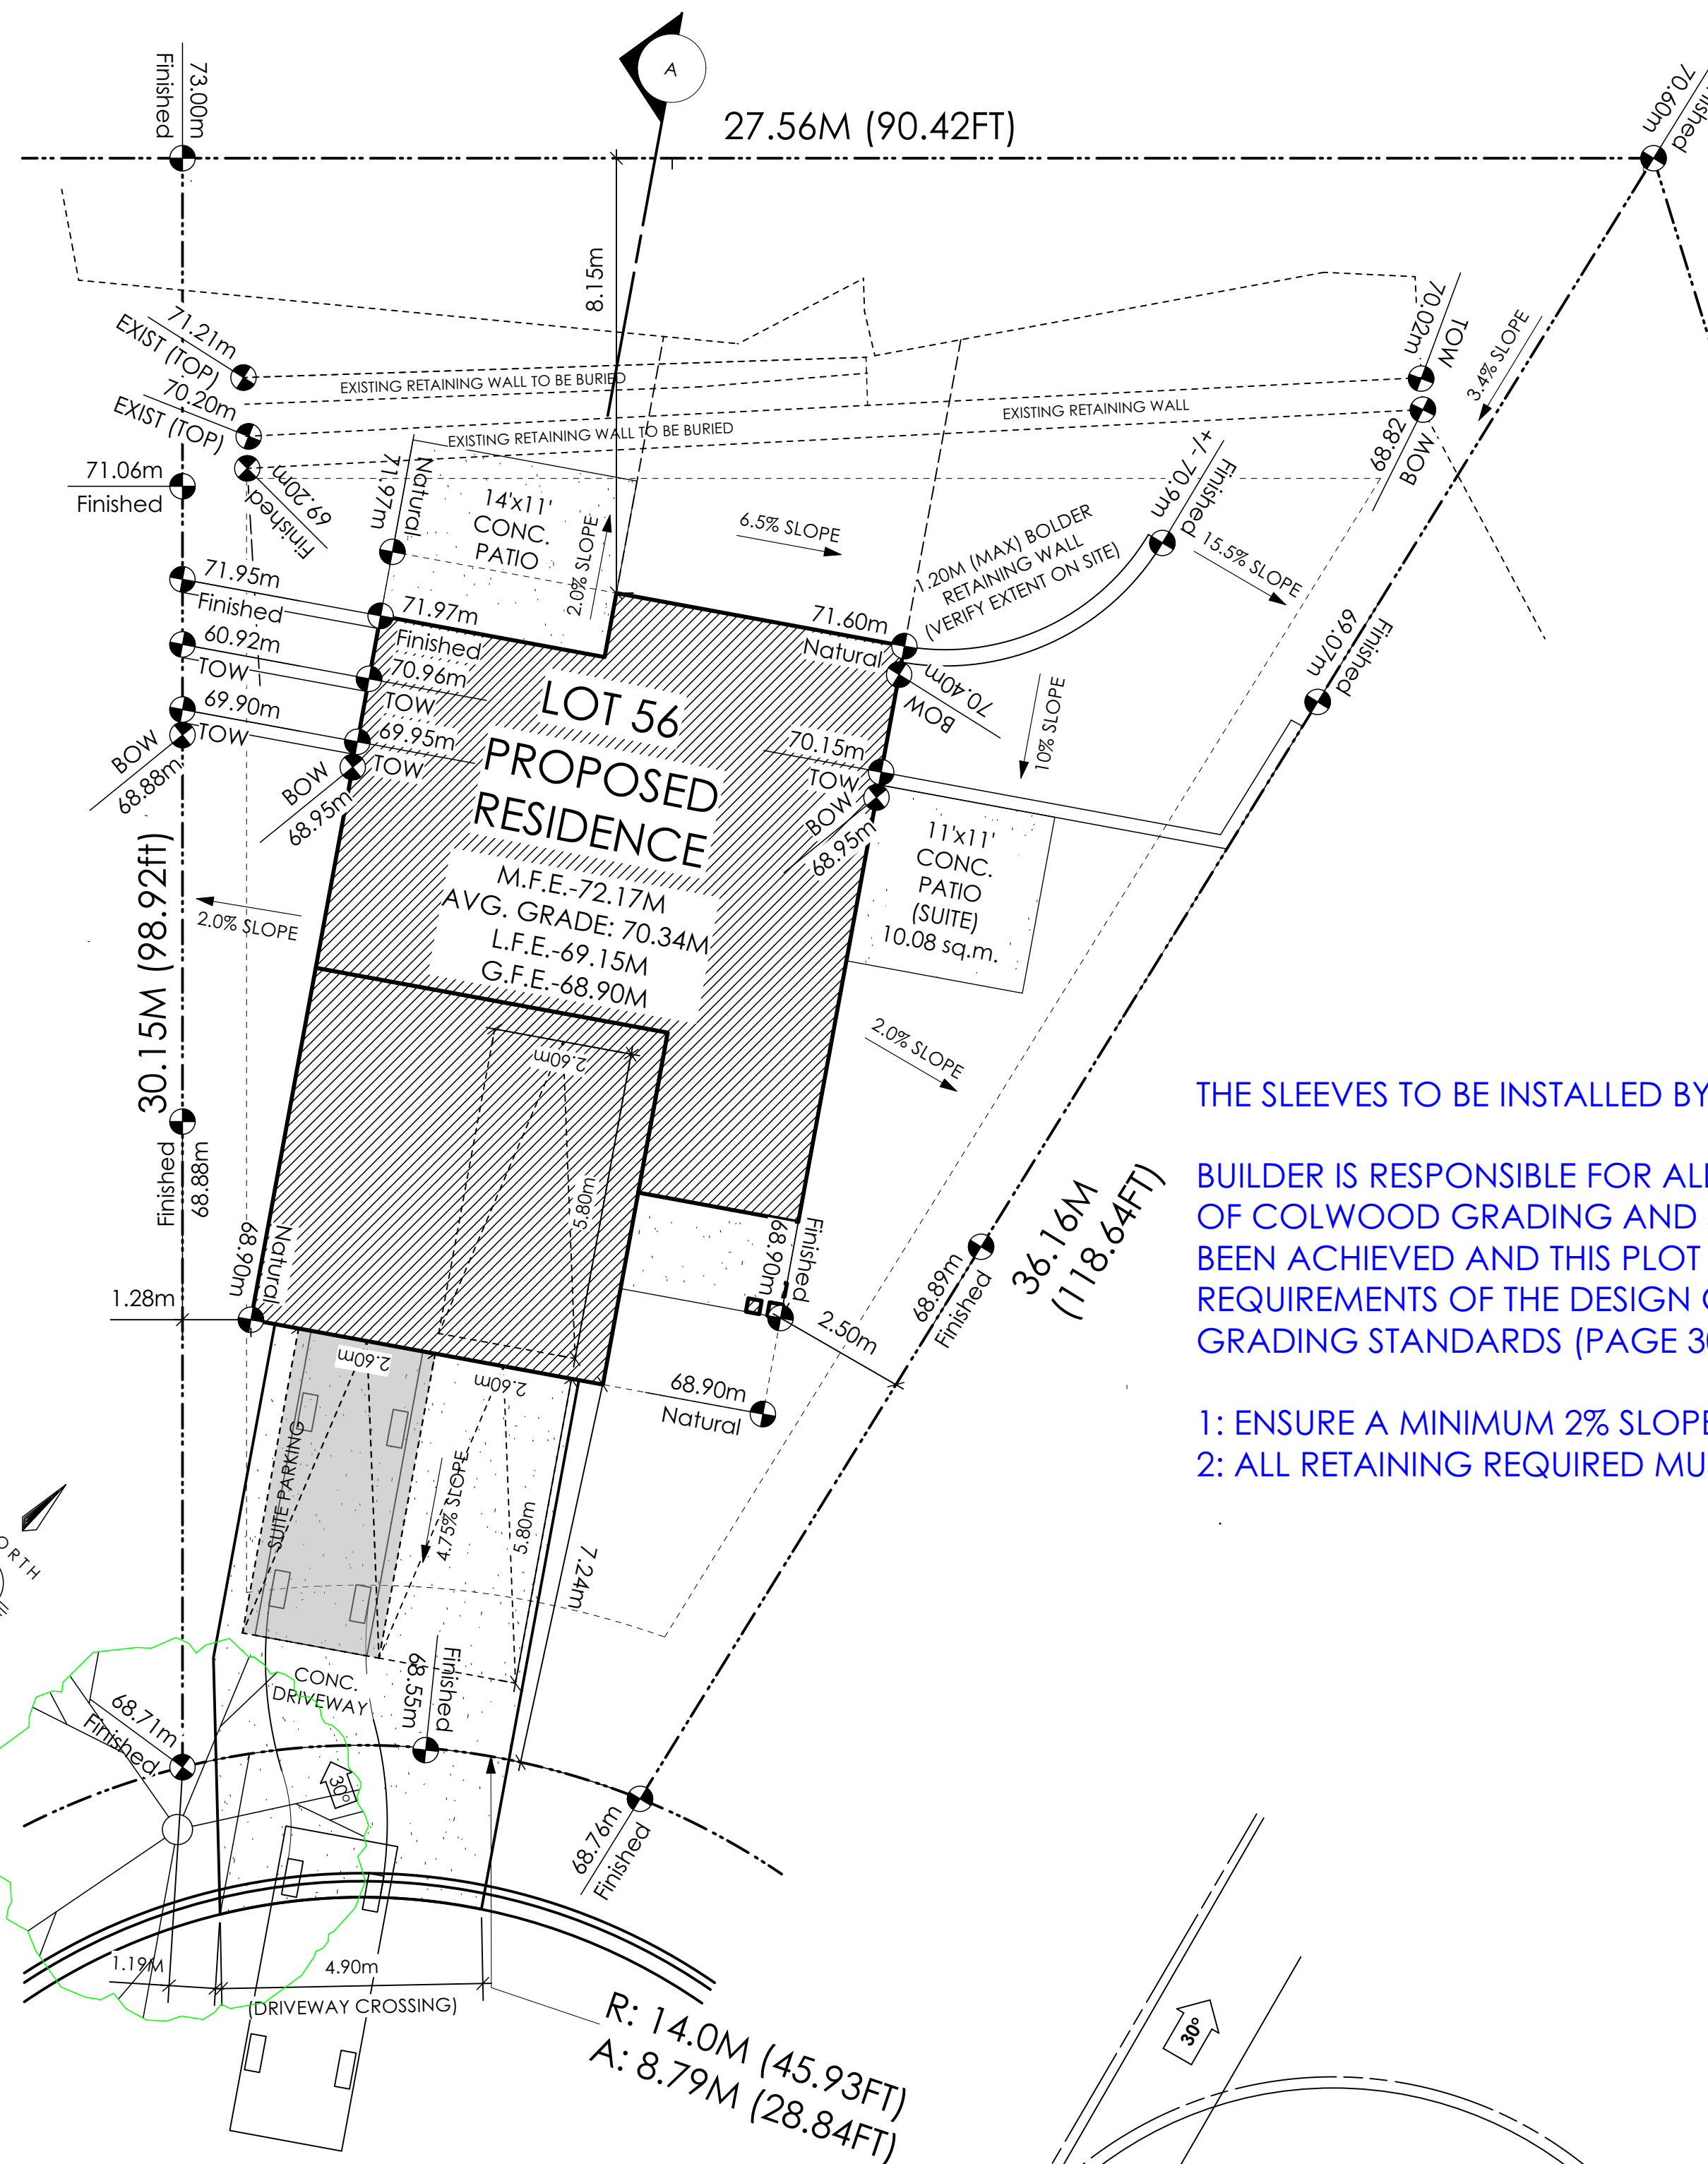 A
27.56M (90.42FT)
73.00m
Finished
70.60m
8.15m
71.21m
EXIST (TOP)
70.20m
EXIST (TOP)
EXISTING RETAINING WALL TO BE BURIED
EXISTING RETAINING WALL TO BE BURIED
EXISTING RETAINING WALL
70.02m
TOW
68.82
BOW
3.4% SLOPE
71.06m
Finished
69.20m
Finished
71.97m
Natural
14'x11'
CONC.
PATIO
2.0% SLOPE
6.5% SLOPE
1.20M (MAX) BOLDER
RETAINING WALL
(VERIFY EXTENT ON SITE)
+/- 70.9m
Finished
15.5% SLOPE
71.95m
Finished
71.97m
Finished
60.92m
TOW
70.96m
TOW
69.90m
TOW
BOW
68.88m
69.95m
TOW
BOW
68.95m
71.60m
Natural
70.40m
BOW
10% SLOPE
69.07m
Finished
70.15m
TOW
BOW
68.95m
LOT 56
PROPOSED
RESIDENCE
M.F.E.-72.17M
AVG. GRADE: 70.34M
L.F.E.-69.15M
G.F.E.-68.90M
11'x11'
CONC.
PATIO
(SUITE)
10.08 sq.m.
2.0% SLOPE
30.15M (98.92ft)
2.0% SLOPE
2.60m
5.80m
Finished
68.88m
68.90m
Natural
1.28m
68.90m
Finished
2.50m
68.89m
Finished
36.16M
(118.64FT)
68.90m
Natural
THE SLEEVES TO BE INSTALLED BY
BUILDER IS RESPONSIBLE FOR
OF COLWOOD GRADING AND
BEEN ACHIEVED AND THIS PLOT
REQUIREMENTS OF THE DESIGN
GRADING STANDARDS (PAGE
1: ENSURE A MINIMUM 2% SLOPE
2: ALL RETAINING REQUIRED
2.60m
2.60m
SUITE PARKING
4.75% SLOPE
5.80m
7.24m
CONC.
DRIVEWAY
68.55m
Finished
68.71m
Finished
30°
68.76m
Finished
1.19M
4.90m
(DRIVEWAY CROSSING)
R: 14.0M (45.93FT)
A: 8.79M (28.84FT)
30°